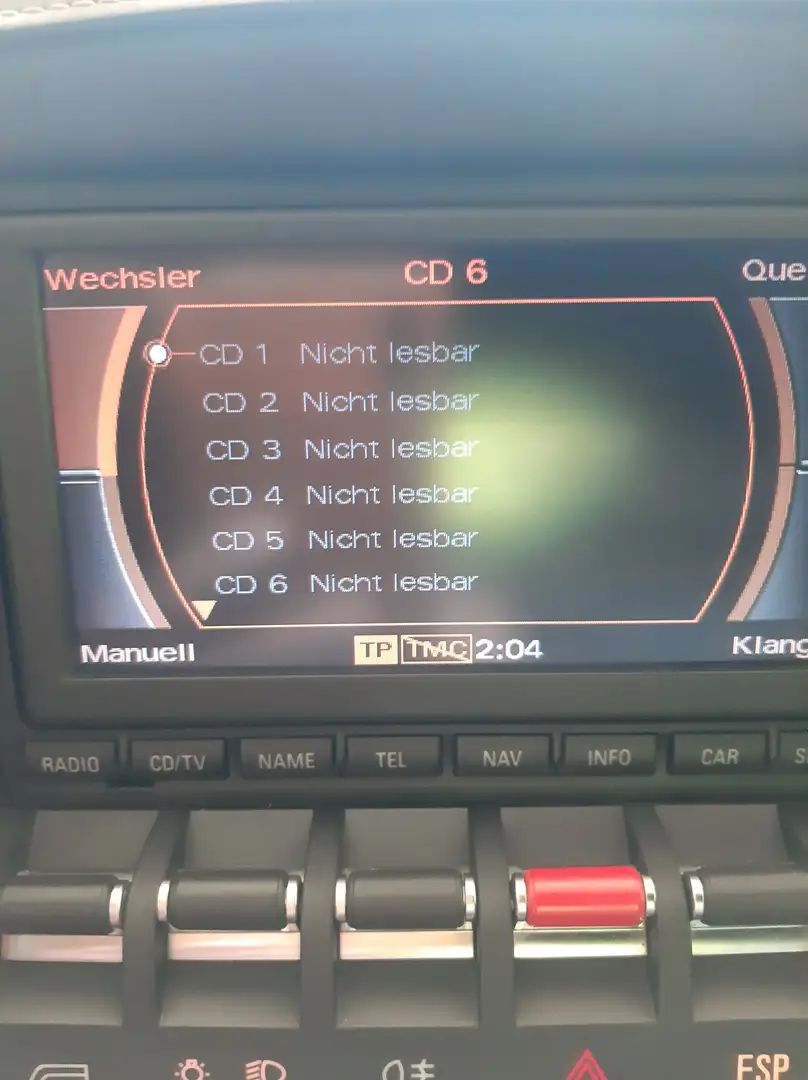 Wechsler CD 6 Que
CD 1 Nicht lesbar
CD 2 Nicht lesbar
CD 3 Nicht lesbar
CD 4 Nicht lesbar
CD 5 Nicht lesbar
CD 6 Nicht lesbar
Manuell TP TMC 2:04 Klang
RADIO CD/TV NAME TEL NAV INFO CAR S
ESP